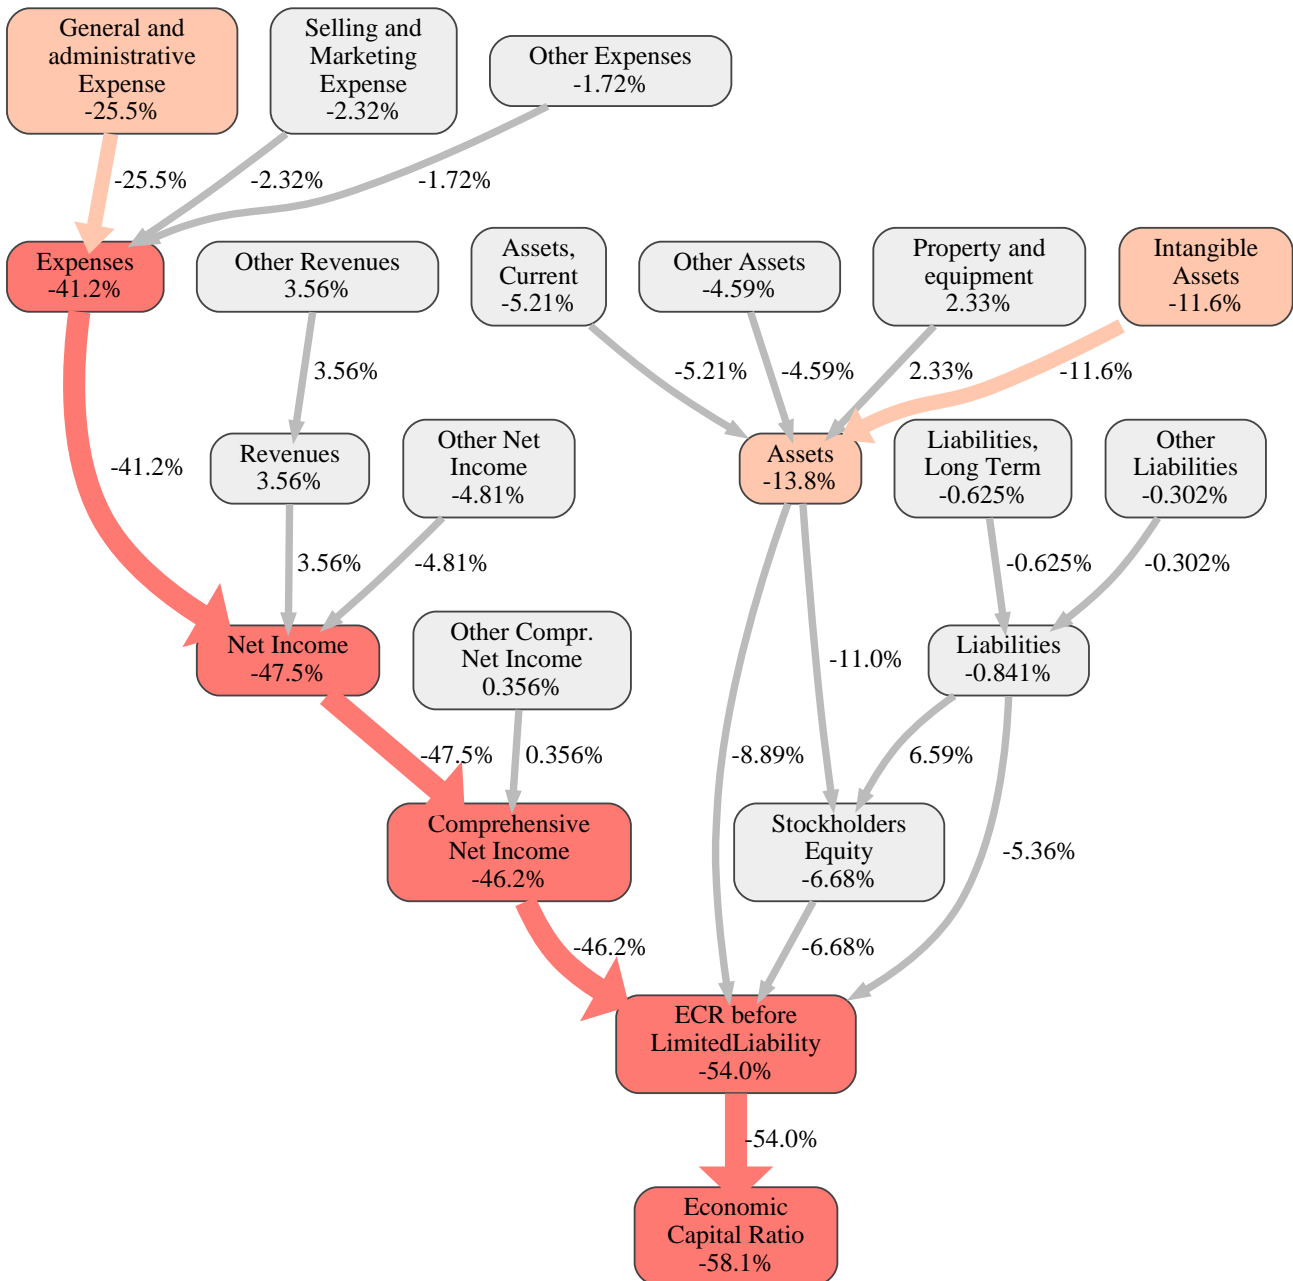 General and
administrative
Expense
-25.5%
Selling and
Marketing
Expense
-2.32%
Other Expenses
-1.72%
-25.5%
-2.32%
-1.72%
Expenses
-41.2%
Other Revenues
3.56%
Assets,
Current
-5.21%
Other Assets
-4.59%
Property and
equipment
2.33%
Intangible
Assets
-11.6%
3.56%
-5.21%
-4.59%
2.33%
-11.6%
-41.2%
Revenues
3.56%
Other Net
Income
-4.81%
Assets
-13.8%
Liabilities,
Long Term
-0.625%
Other
Liabilities
-0.302%
3.56%
-4.81%
-0.625%
-0.302%
Net Income
-47.5%
Other Compr.
Net Income
0.356%
-11.0%
Liabilities
-0.841%
-47.5%
0.356%
-8.89%
6.59%
Comprehensive
Net Income
-46.2%
Stockholders
Equity
-6.68%
-5.36%
-46.2%
-6.68%
ECR before
LimitedLiability
-54.0%
-54.0%
Economic
Capital Ratio
-58.1%